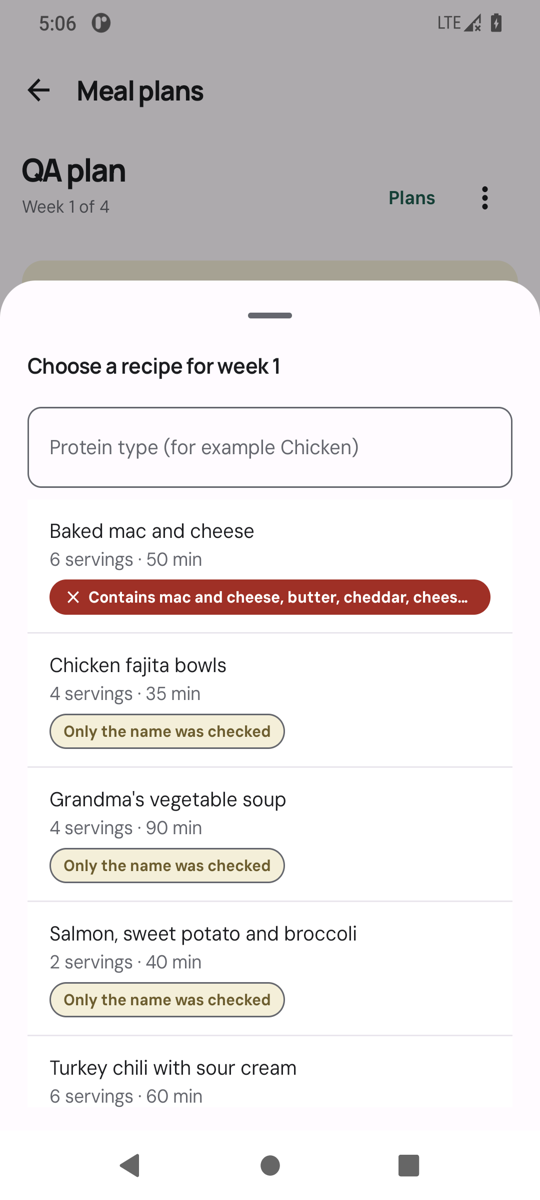 5:06
LTE
Meal plans
QA plan
Week 1 of 4
Plans
Choose a recipe for week 1
Protein type (for example Chicken)
Baked mac and cheese
6 servings · 50 min
Contains mac and cheese, butter, cheddar, chees...
Chicken fajita bowls
4 servings · 35 min
Only the name was checked
Grandma's vegetable soup
4 servings · 90 min
Only the name was checked
Salmon, sweet potato and broccoli
2 servings · 40 min
Only the name was checked
Turkey chili with sour cream
6 servings · 60 min